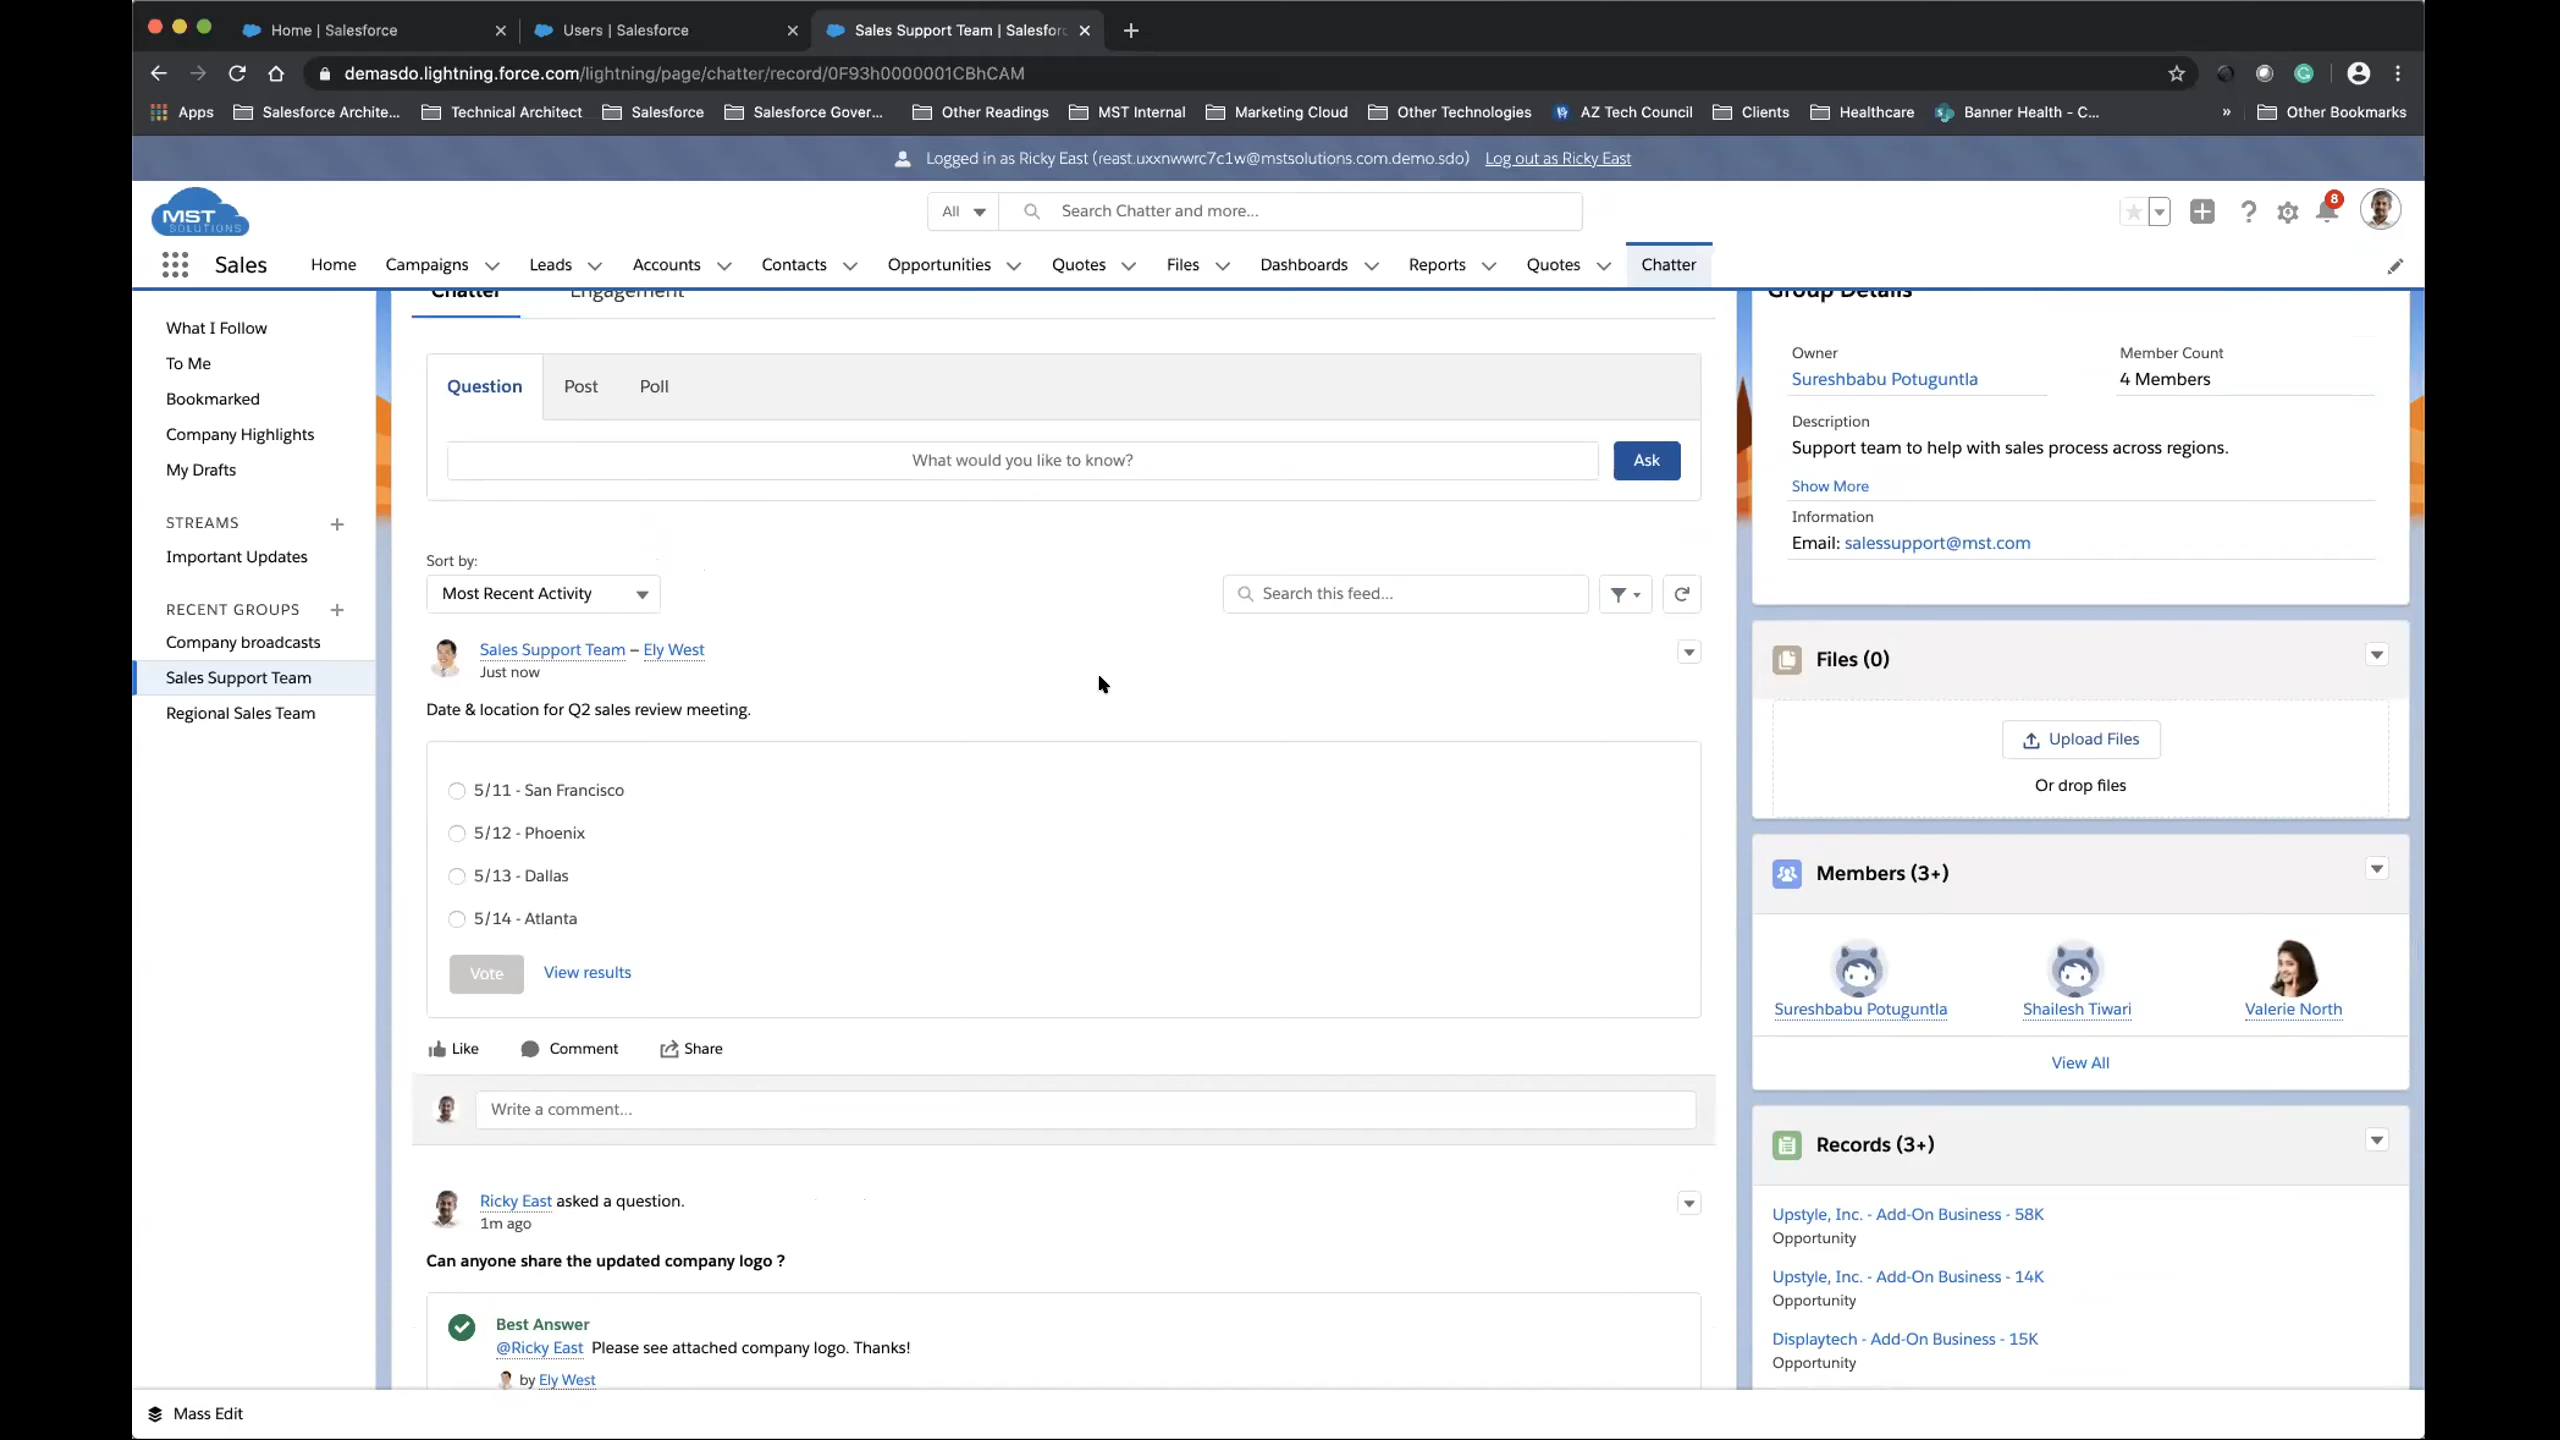 Home | Salesforce
Users | Salesforce
Sales Support Team | Salesforc
demasdo.lightning.force.com/lightning/page/chatter/record/0F93h0000001CBhCAM
Apps
Salesforce Archite...
Technical Architect
Salesforce
Salesforce Gover...
Other Readings
MST Internal
Marketing Cloud
Other Technologies
AZ Tech Council
Clients
Healthcare
Banner Health - C...
»
Other Bookmarks
Logged in as Ricky East (reast.uxxnwwrc7c1w@mstsolutions.com.demo.sdo) Log out as Ricky East
MST
SOLUTIONS
All
Search Chatter and more...
8
Sales
Home
Campaigns
Leads
Accounts
Contacts
Opportunities
Quotes
Files
Dashboards
Reports
Quotes
Chatter
What I Follow
To Me
Bookmarked
Company Highlights
My Drafts
STREAMS
Important Updates
RECENT GROUPS
Company broadcasts
Sales Support Team
Regional Sales Team
Chatter
Engagement
Question
Post
Poll
What would you like to know?
Ask
Sort by:
Most Recent Activity
Search this feed...
Sales Support Team – Ely West
Just now
Date & location for Q2 sales review meeting.
5/11 - San Francisco
5/12 - Phoenix
5/13 - Dallas
5/14 - Atlanta
Vote
View results
Like
Comment
Share
Write a comment...
Ricky East asked a question.
1m ago
Can anyone share the updated company logo ?
Best Answer
@Ricky East Please see attached company logo. Thanks!
by Ely West
Group Details
Owner
Sureshbabu Potuguntla
Member Count
4 Members
Description
Support team to help with sales process across regions.
Show More
Information
Email: salessupport@mst.com
Files (0)
Upload Files
Or drop files
Members (3+)
Sureshbabu Potuguntla
Shailesh Tiwari
Valerie North
View All
Records (3+)
Upstyle, Inc. - Add-On Business - 58K
Opportunity
Upstyle, Inc. - Add-On Business - 14K
Opportunity
Displaytech - Add-On Business - 15K
Opportunity
Mass Edit